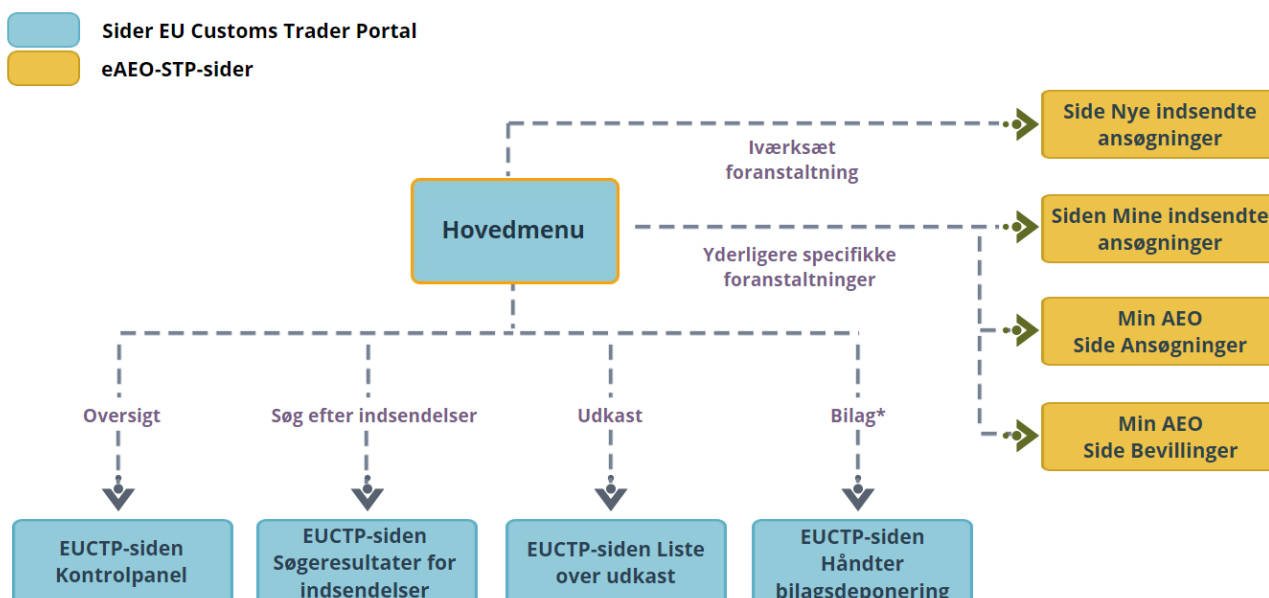 Sider EU Customs Trader Portal
eAEO-STP-sider
Side Nye indsendte
ansøgninger
Iværksæt
foranstaltning
Hovedmenu
Siden Mine indsendte
ansøgninger
Yderligere specifikke
foranstaltninger
Min AEO
Side Ansøgninger
Min AEO
Side Bevillinger
Oversigt
Søg efter indsendelser
Udkast
Bilag*
EUCTP-siden
Kontrolpanel
EUCTP-siden
Søgeresultater for
indsendelser
EUCTP-siden Liste
over udkast
EUCTP-siden
Håndter
bilagsdeponering